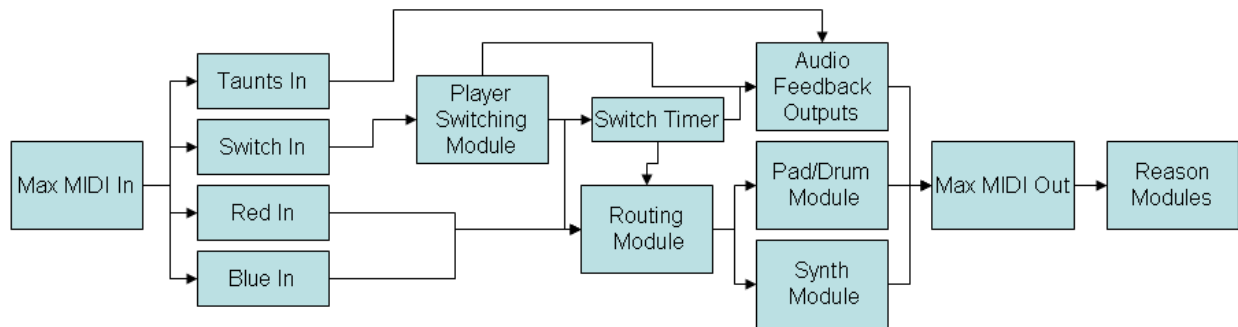 Max MIDI In
Taunts In
Switch In
Red In
Blue In
Player
Switching
Module
Switch Timer
Routing
Module
Audio
Feedback
Outputs
Pad/Drum
Module
Synth
Module
Max MIDI Out
Reason
Modules